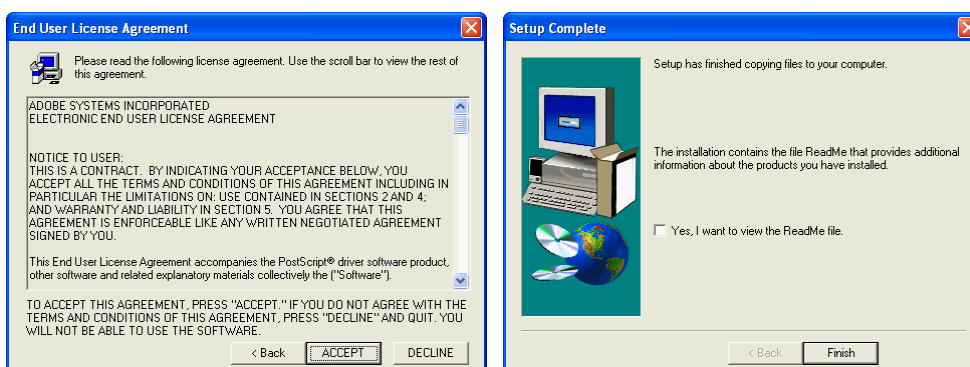 End User License Agreement
Please read the following license agreement. Use the scroll bar to view the rest of
this agreement.
ADOBE SYSTEMS INCORPORATED
ELECTRONIC END USER LICENSE AGREEMENT
NOTICE TO USER:
THIS IS A CONTRACT.  BY INDICATING YOUR ACCEPTANCE BELOW, YOU
ACCEPT ALL THE TERMS AND CONDITIONS OF THIS AGREEMENT INCLUDING IN
PARTICULAR THE LIMITATIONS ON: USE CONTAINED IN SECTIONS 2 AND 4;
AND WARRANTY AND LIABILITY IN SECTION 5.  YOU AGREE THAT THIS
AGREEMENT IS ENFORCEABLE LIKE ANY WRITTEN NEGOTIATED AGREEMENT
SIGNED BY YOU.
This End User License Agreement accompanies the PostScript® driver software product,
other software and related explanatory materials collectively the ("Software").
TO ACCEPT THIS AGREEMENT, PRESS "ACCEPT." IF YOU DO NOT AGREE WITH THE
TERMS AND CONDITIONS OF THIS AGREEMENT, PRESS "DECLINE" AND QUIT. YOU
WILL NOT BE ABLE TO USE THE SOFTWARE.
< Back
ACCEPT
DECLINE
Setup Complete
Setup has finished copying files to your computer.
The installation contains the file ReadMe that provides additional
information about the products you have installed.
Yes, I want to view the ReadMe file.
< Back
Finish